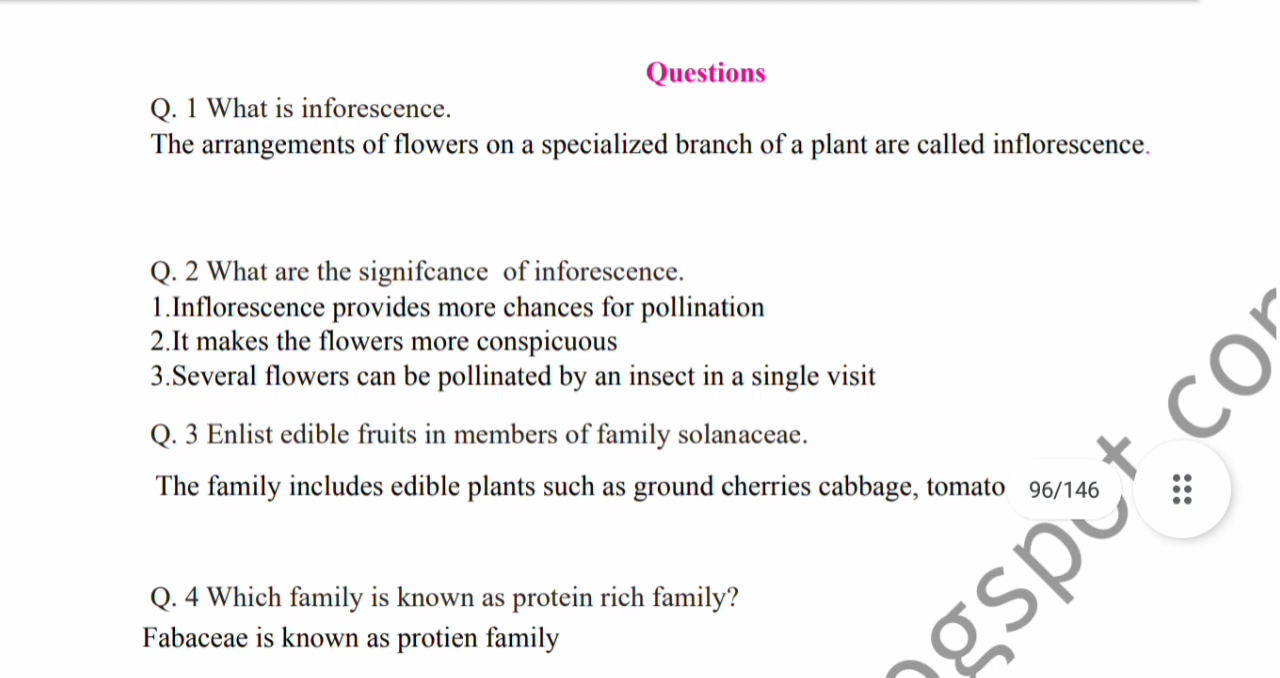 Questions
Q. 1 What is inforescence.
The arrangements of flowers on a specialized branch of a plant are called inflorescence.
Q. 2 What are the signifcance of inforescence.
1.Inflorescence provides more chances for pollination
2.It makes the flowers more conspicuous
3.Several flowers can be pollinated by an insect in a single visit
Q. 3 Enlist edible fruits in members of family solanaceae.
The family includes edible plants such as ground cherries cabbage, tomato
96/146
Q. 4 Which family is known as protein rich family?
Fabaceae is known as protien family